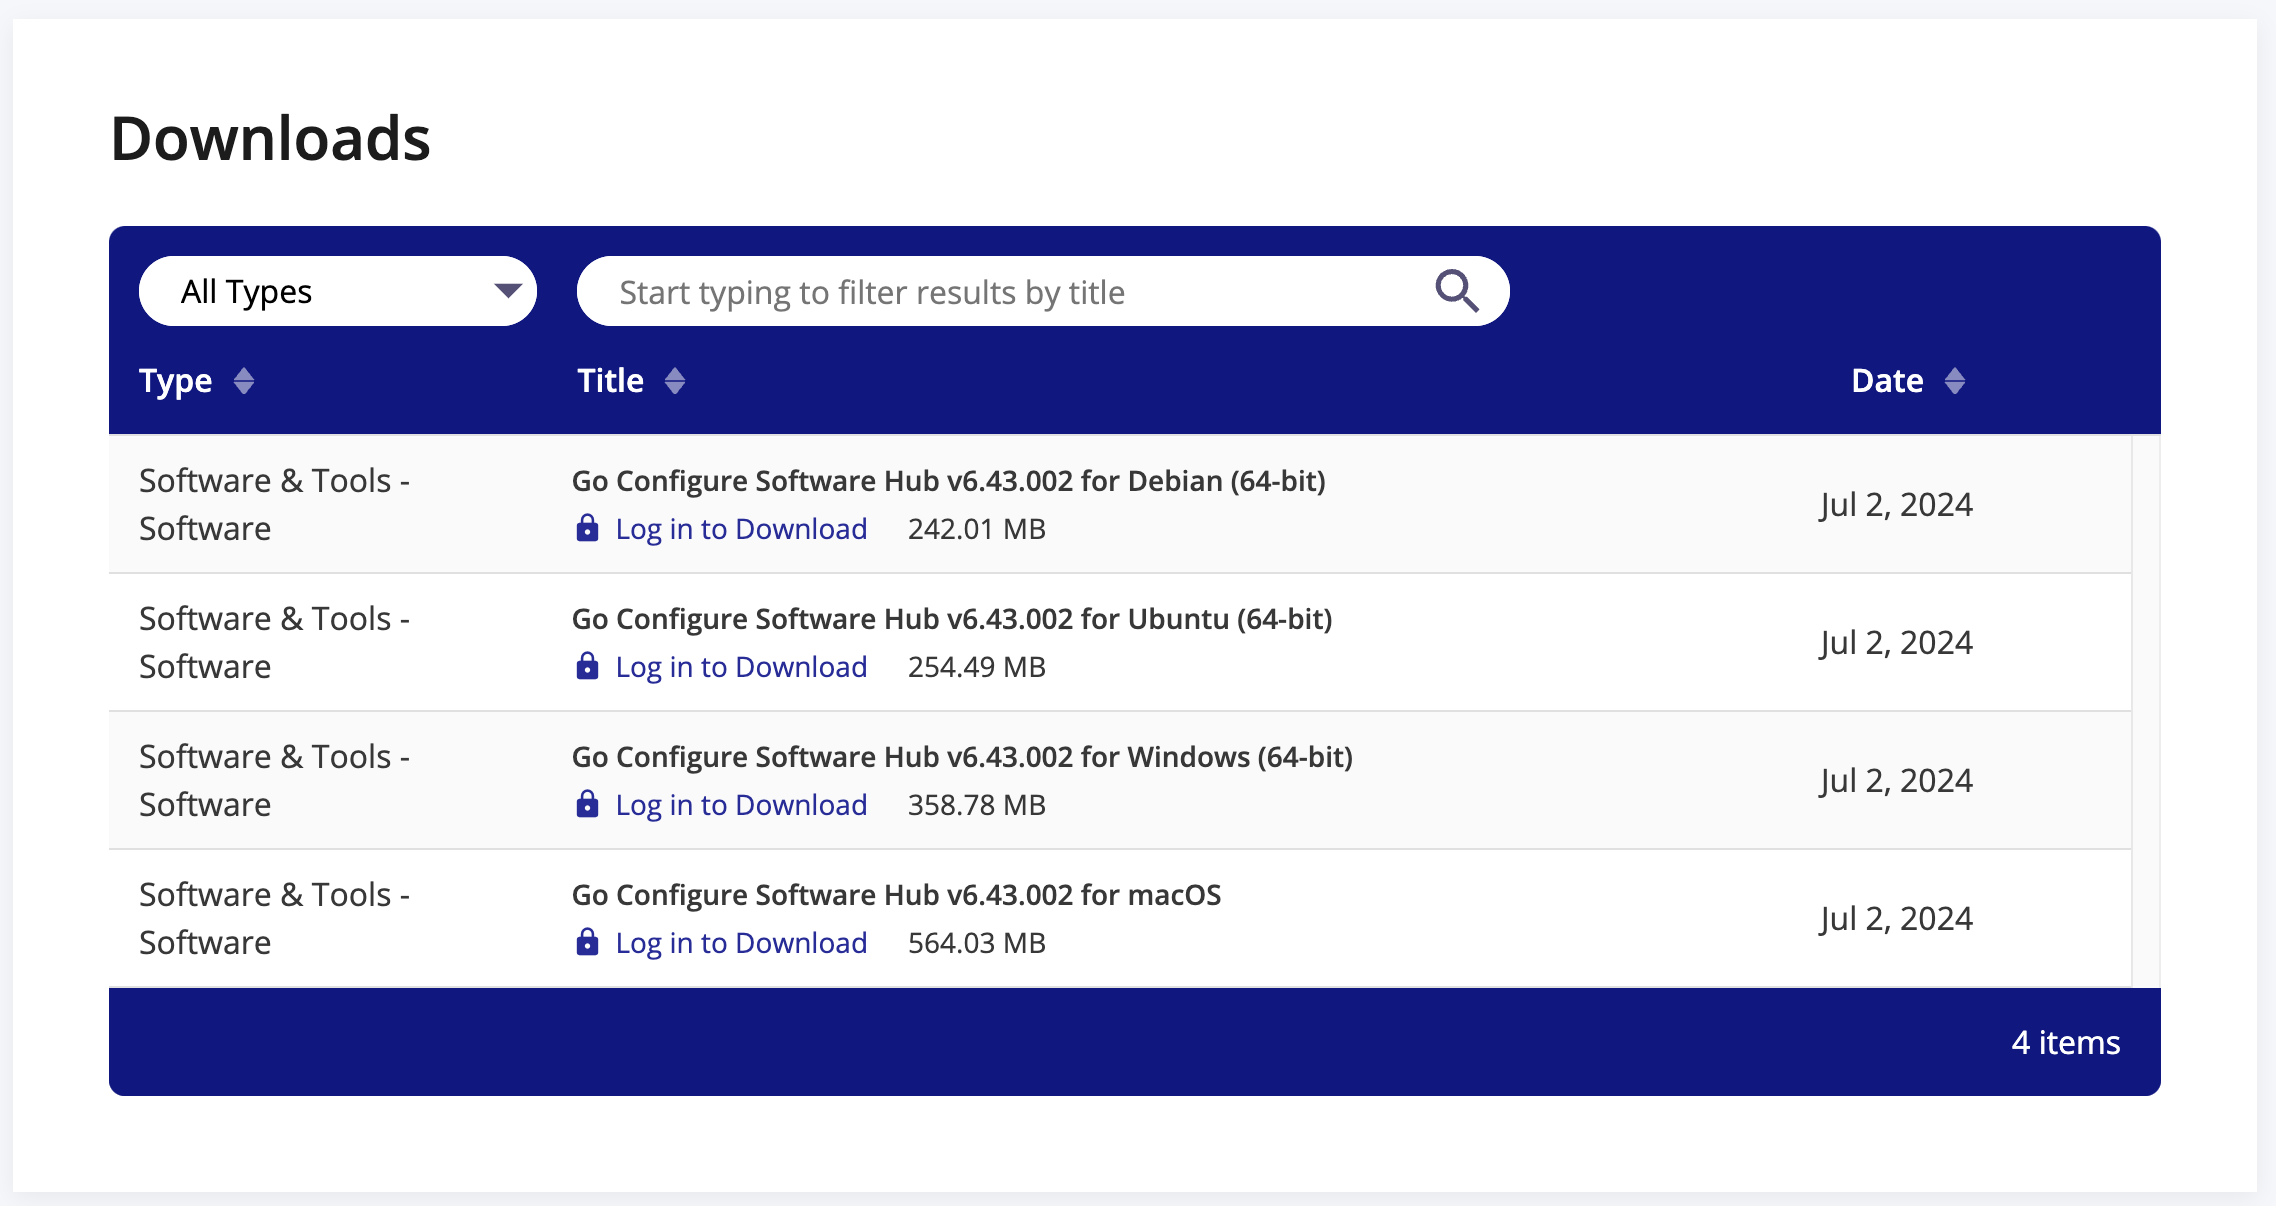 Downloads
All Types
Start typing to filter results by title
Type
Title
Date
Software & Tools -
Software
Go Configure Software Hub v6.43.002 for Debian (64-bit)
Log in to Download 242.01 MB
Jul 2, 2024
Software & Tools -
Software
Go Configure Software Hub v6.43.002 for Ubuntu (64-bit)
Log in to Download 254.49 MB
Jul 2, 2024
Software & Tools -
Software
Go Configure Software Hub v6.43.002 for Windows (64-bit)
Log in to Download 358.78 MB
Jul 2, 2024
Software & Tools -
Software
Go Configure Software Hub v6.43.002 for macOS
Log in to Download 564.03 MB
Jul 2, 2024
4 items